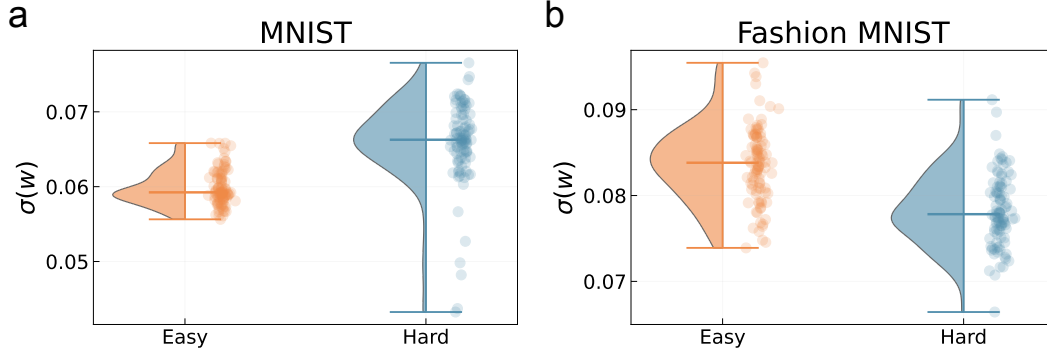 a
MNIST
σ(w)
0.07
0.06
0.05
Easy
Hard
b
Fashion MNIST
σ(w)
0.09
0.08
0.07
Easy
Hard